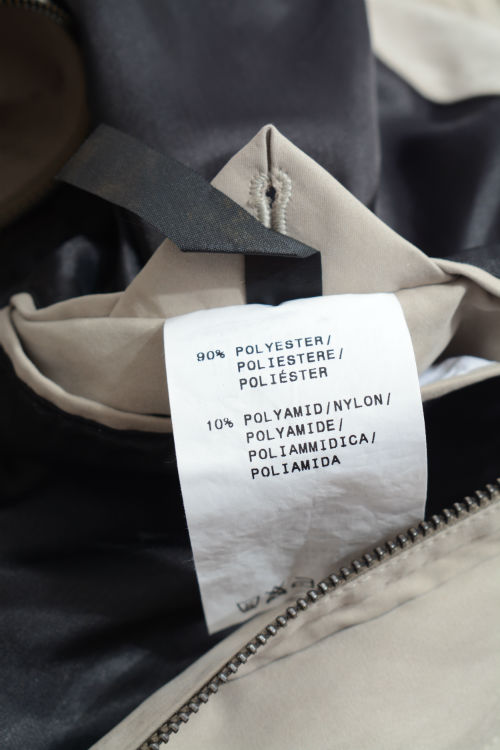 90% POLYESTER/
POLIESTERE/
POLIÉSTER
10% POLYAMID/NYLON/
POLYAMIDE/
POLIAMMIDICA/
POLIAMIDA